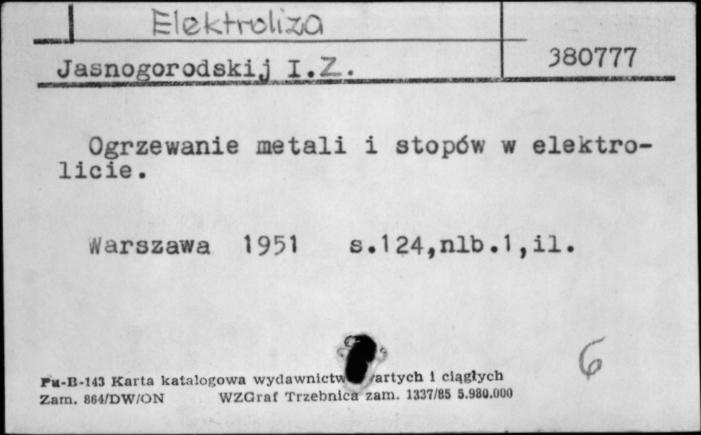 Elektroliza
380777
Jasnogorodskij I.Z.
Ogrzewanie metali i stopów w elektro-
licie.
Warszawa 1951 s.124,nlb.1,il.
6
Pu-B-143 Karta katalogowa wydawnictw i ciągłych
Zam. 864/DW/ON WZGraf Trzebnica zam. 1337/85 5.980.000